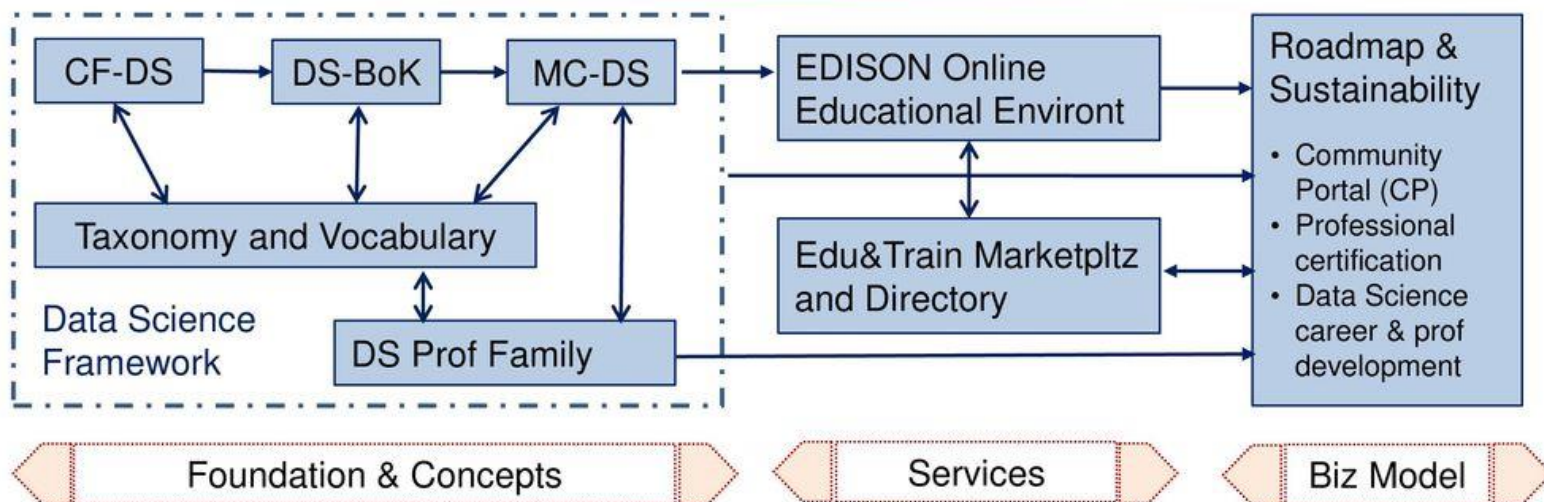 CF-DS
DS-BoK
MC-DS
Taxonomy and Vocabulary
Data Science
Framework
DS Prof Family
EDISON Online
Educational Environt
Edu&Train Marketpltz
and Directory
Roadmap &
Sustainability
• Community
Portal (CP)
• Professional
certification
• Data Science
career & prof
development
Foundation & Concepts
Services
Biz Model